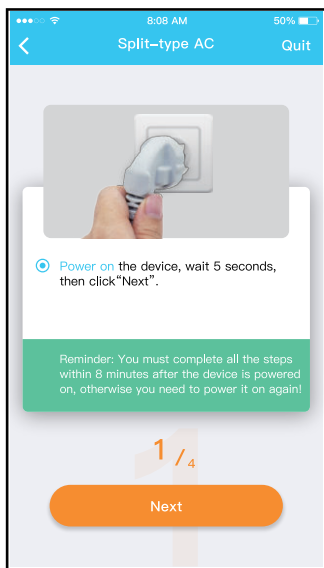 8:08 AM
50%
Split-type AC
Quit
Power on the device, wait 5 seconds,
then click“Next”.
Reminder: You must complete all the steps
within 8 minutes after the device is powered
on, otherwise you need to power it on again!
1/4
Next